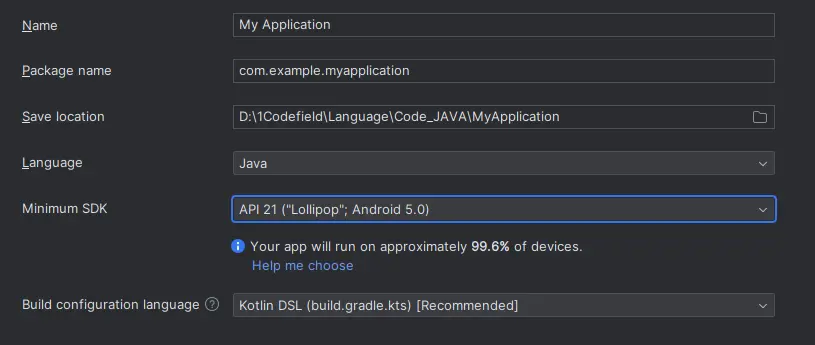 Name My Application
Package name com.example.myapplication
Save location D:\1Codefield\Language\Code_JAVA\MyApplication
Language Java
Minimum SDK API 21 ("Lollipop"; Android 5.0)
Your app will run on approximately 99.6% of devices.
Help me choose
Build configuration language ? Kotlin DSL (build.gradle.kts) [Recommended]